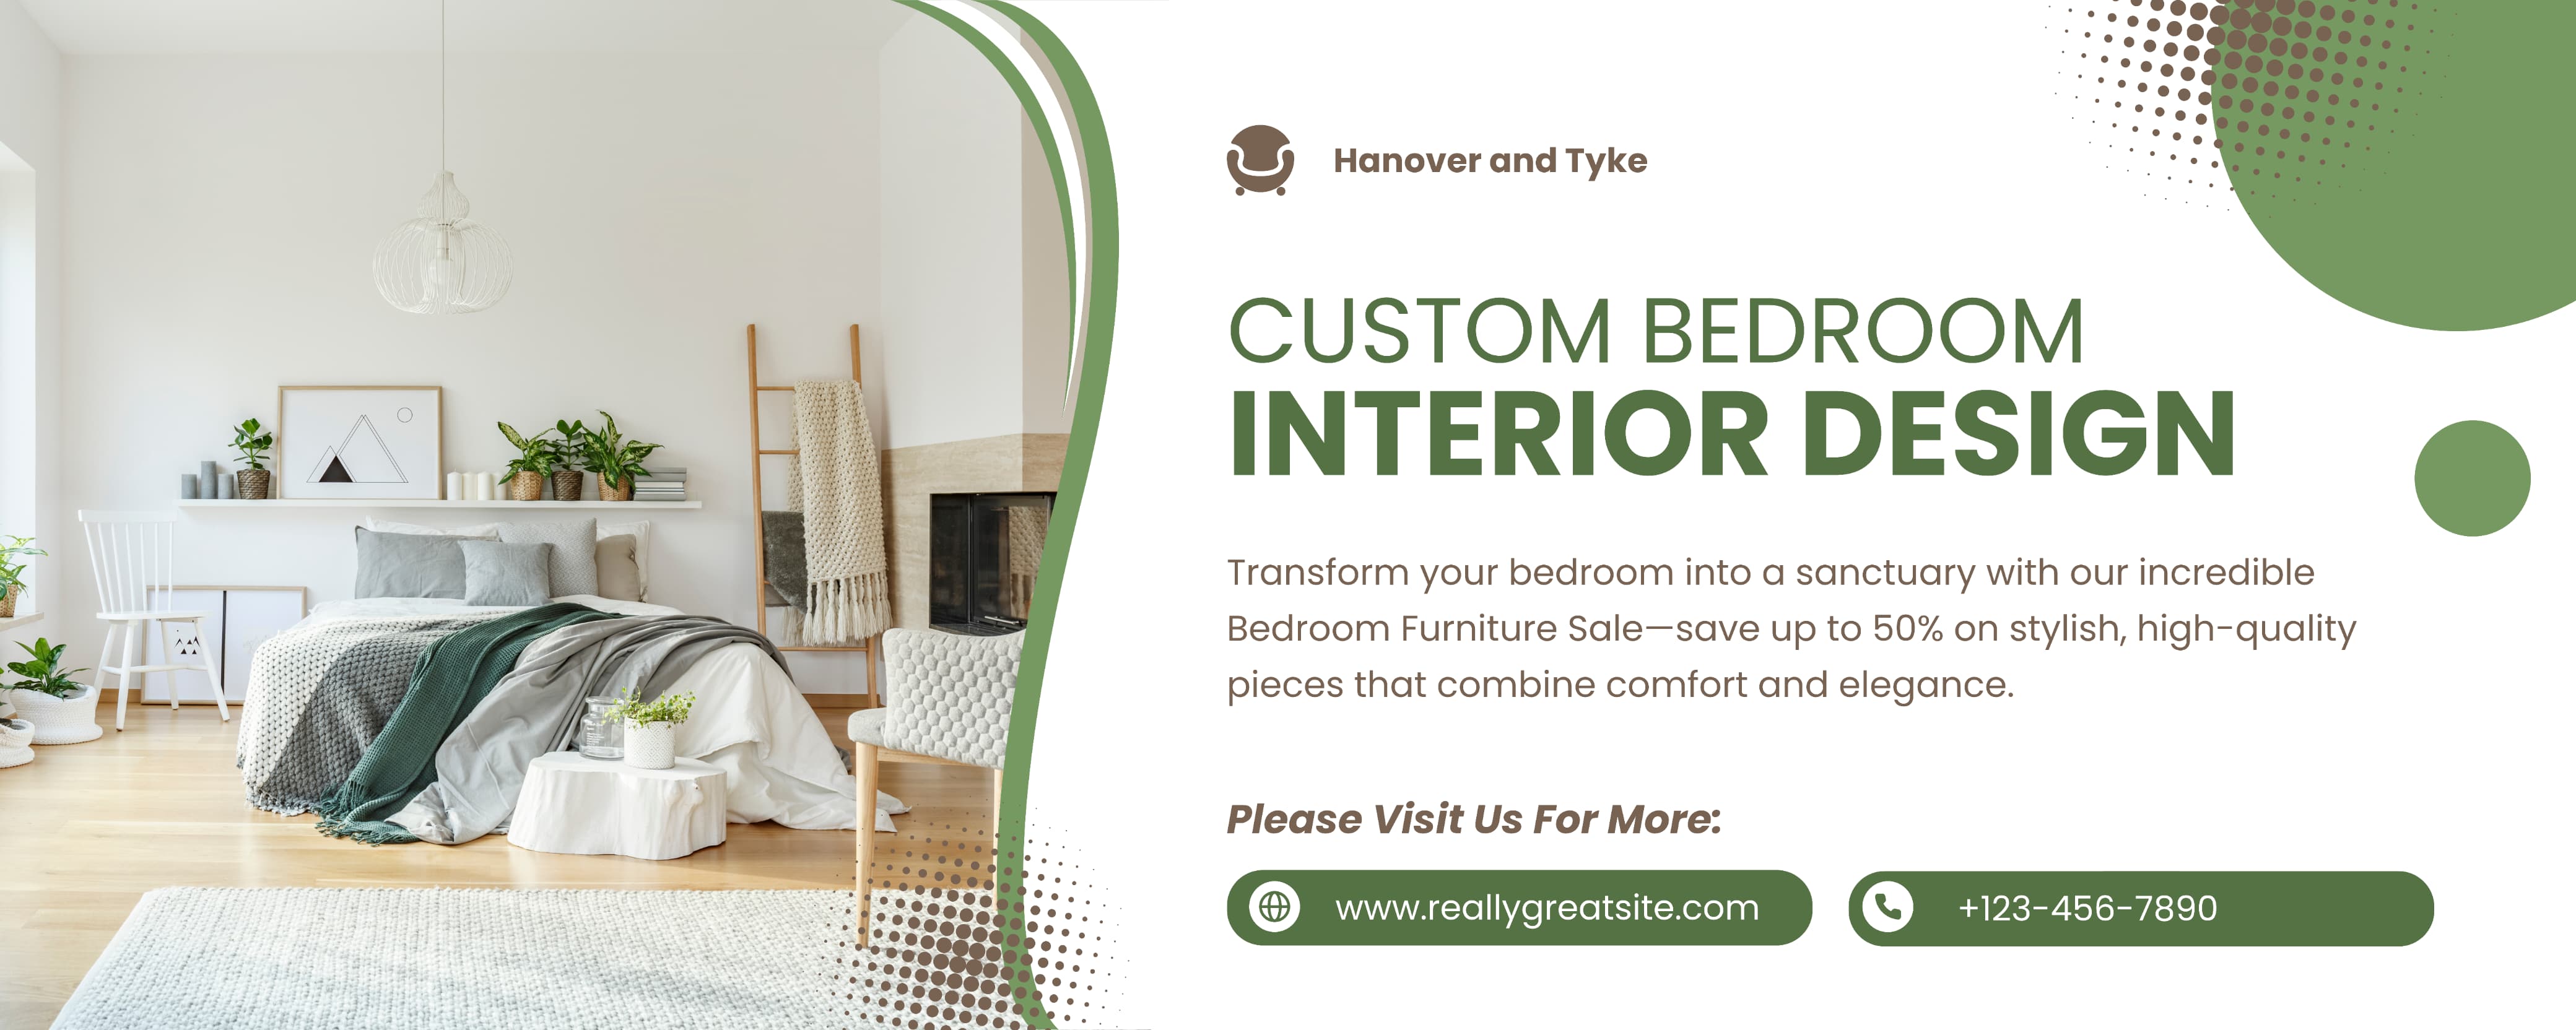 Hanover and Tyke
CUSTOM BEDROOM
INTERIOR DESIGN
Transform your bedroom into a sanctuary with our incredible
Bedroom Furniture Sale—save up to 50% on stylish, high-quality
pieces that combine comfort and elegance.
Please Visit Us For More:
www.reallygreatsite.com
+123-456-7890